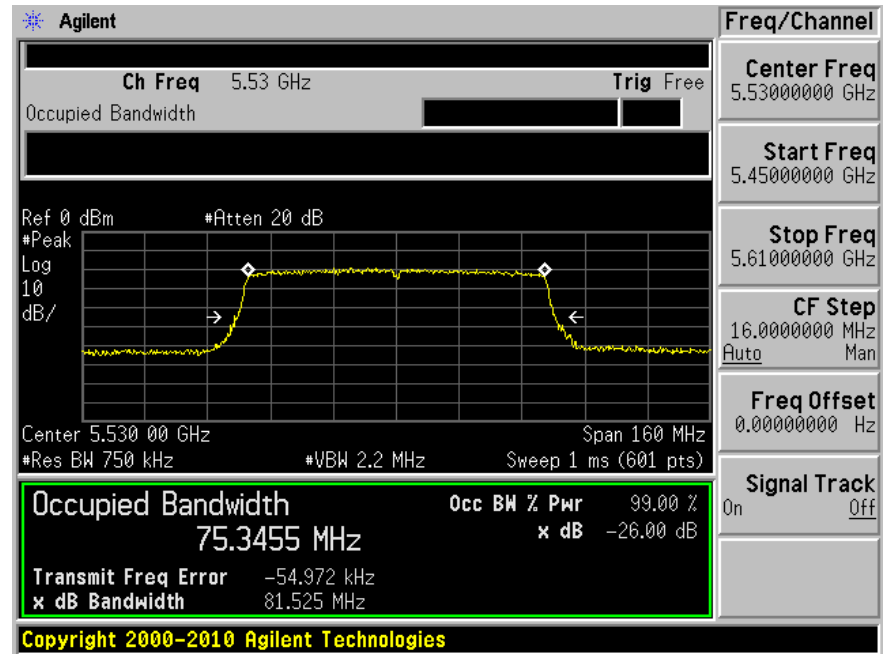 Agilent
Freq/Channel
Ch Freq 5.53 GHz Trig Free
Occupied Bandwidth
Center Freq
5.53000000 GHz
Start Freq
5.45000000 GHz
Stop Freq
5.61000000 GHz
CF Step
16.0000000 MHz
Auto Man
Freq Offset
0.00000000 Hz
Signal Track
On Off
Ref 0 dBm #Atten 20 dB
#Peak
Log
10
dB/
Center 5.530 00 GHz Span 160 MHz
#Res BW 750 kHz #VBW 2.2 MHz Sweep 1 ms (601 pts)
Occupied Bandwidth Occ BW % Pwr 99.00 %
75.3455 MHz x dB -26.00 dB
Transmit Freq Error -54.972 kHz
x dB Bandwidth 81.525 MHz
Copyright 2000-2010 Agilent Technologies